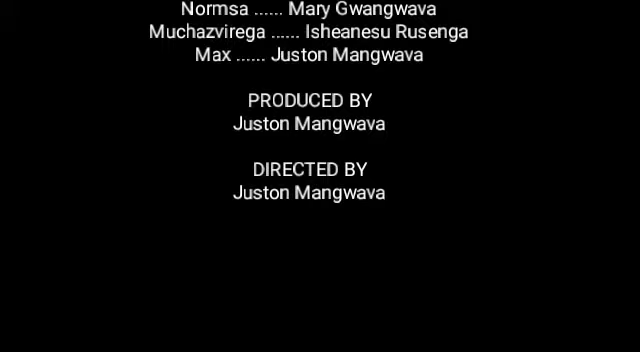 Normsa ...... Mary Gwangwava
Muchazvirega ...... Isheanesu Rusenga
Max ...... Juston Mangwava
PRODUCED BY
Juston Mangwava
DIRECTED BY
Juston Mangwava